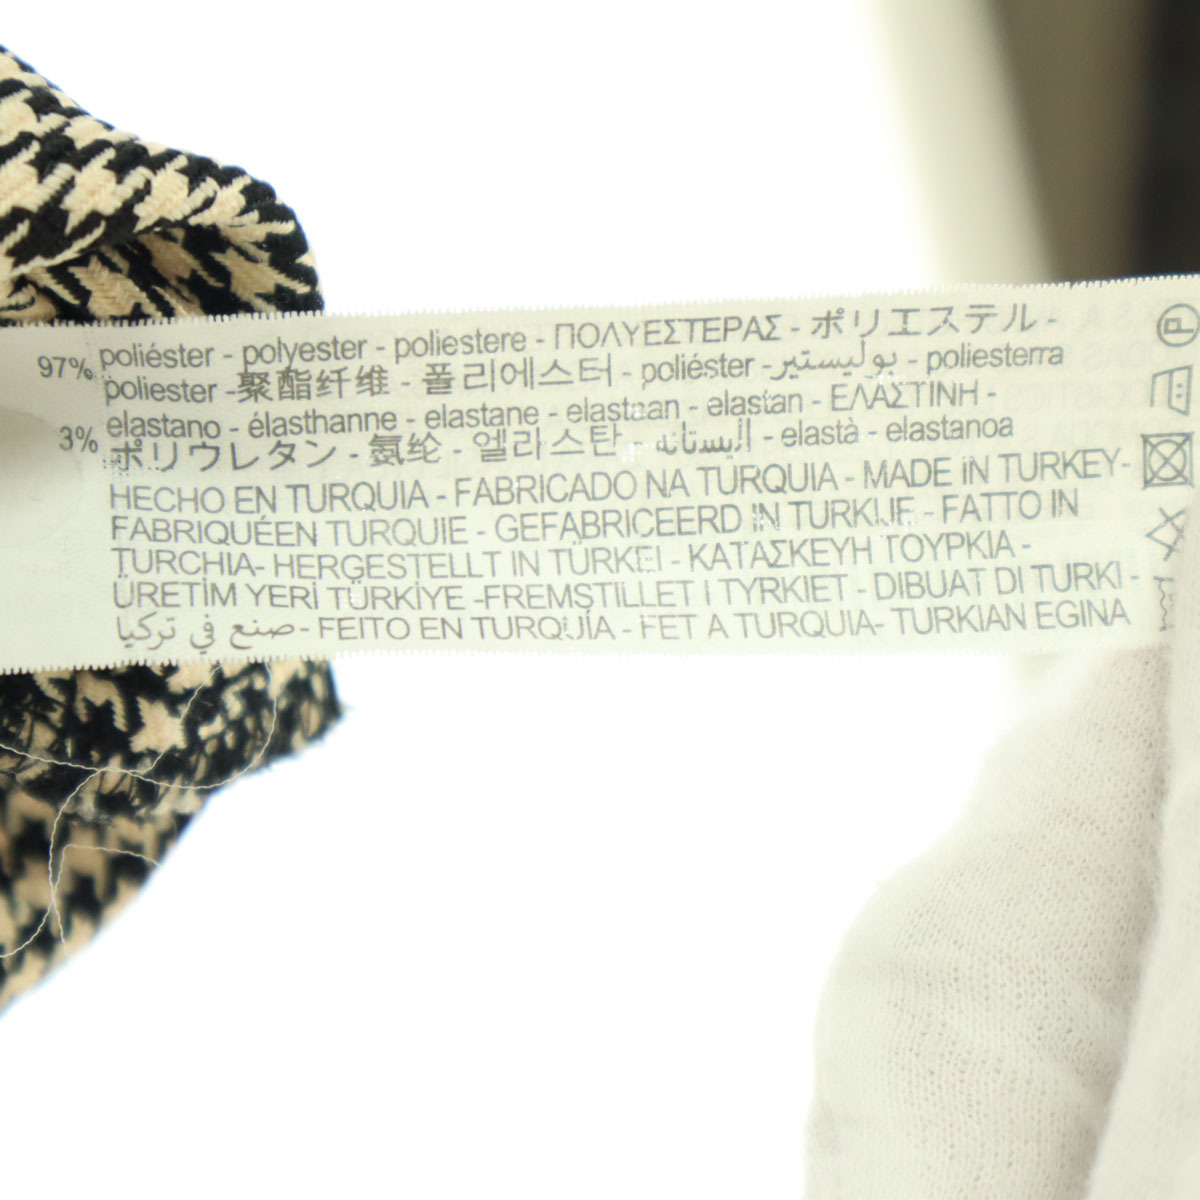 97% poliéster - polyester - poliestere - ΠΟΛΥΕΣΤΕΡΑΣ - ポリエステル -
poliester -聚酯纤维 - 폴리에스터 - poliéster - بوليستير - poliesterra
3% elastano - élasthanne - elastane - elastaan - elastan - ΕΛΑΣΤΙΝΗ -
ポリウレタン - 氨纶 - 엘라스탄 - اليستانه - elastà - elastanoa
HECHO EN TURQUIA - FABRICADO NA TURQUIA - MADE IN TURKEY-
FABRIQUÉEN TURQUIE - GEFABRICEERD IN TURKIJE - FATTO IN
TURCHIA- HERGESTELLT IN TÜRKEI - ΚΑΤΑΣΚΕΥΗ ΤΟΥΡΚΙΑ -
ÜRETİM YERİ TÜRKİYE -FREMSTILLET I TYRKIET - DIBUAT DI TURKI -
صنع في تركيا - FEITO EN TURQUÍA - FET A TURQUIA- TURKIAN EGINA
P